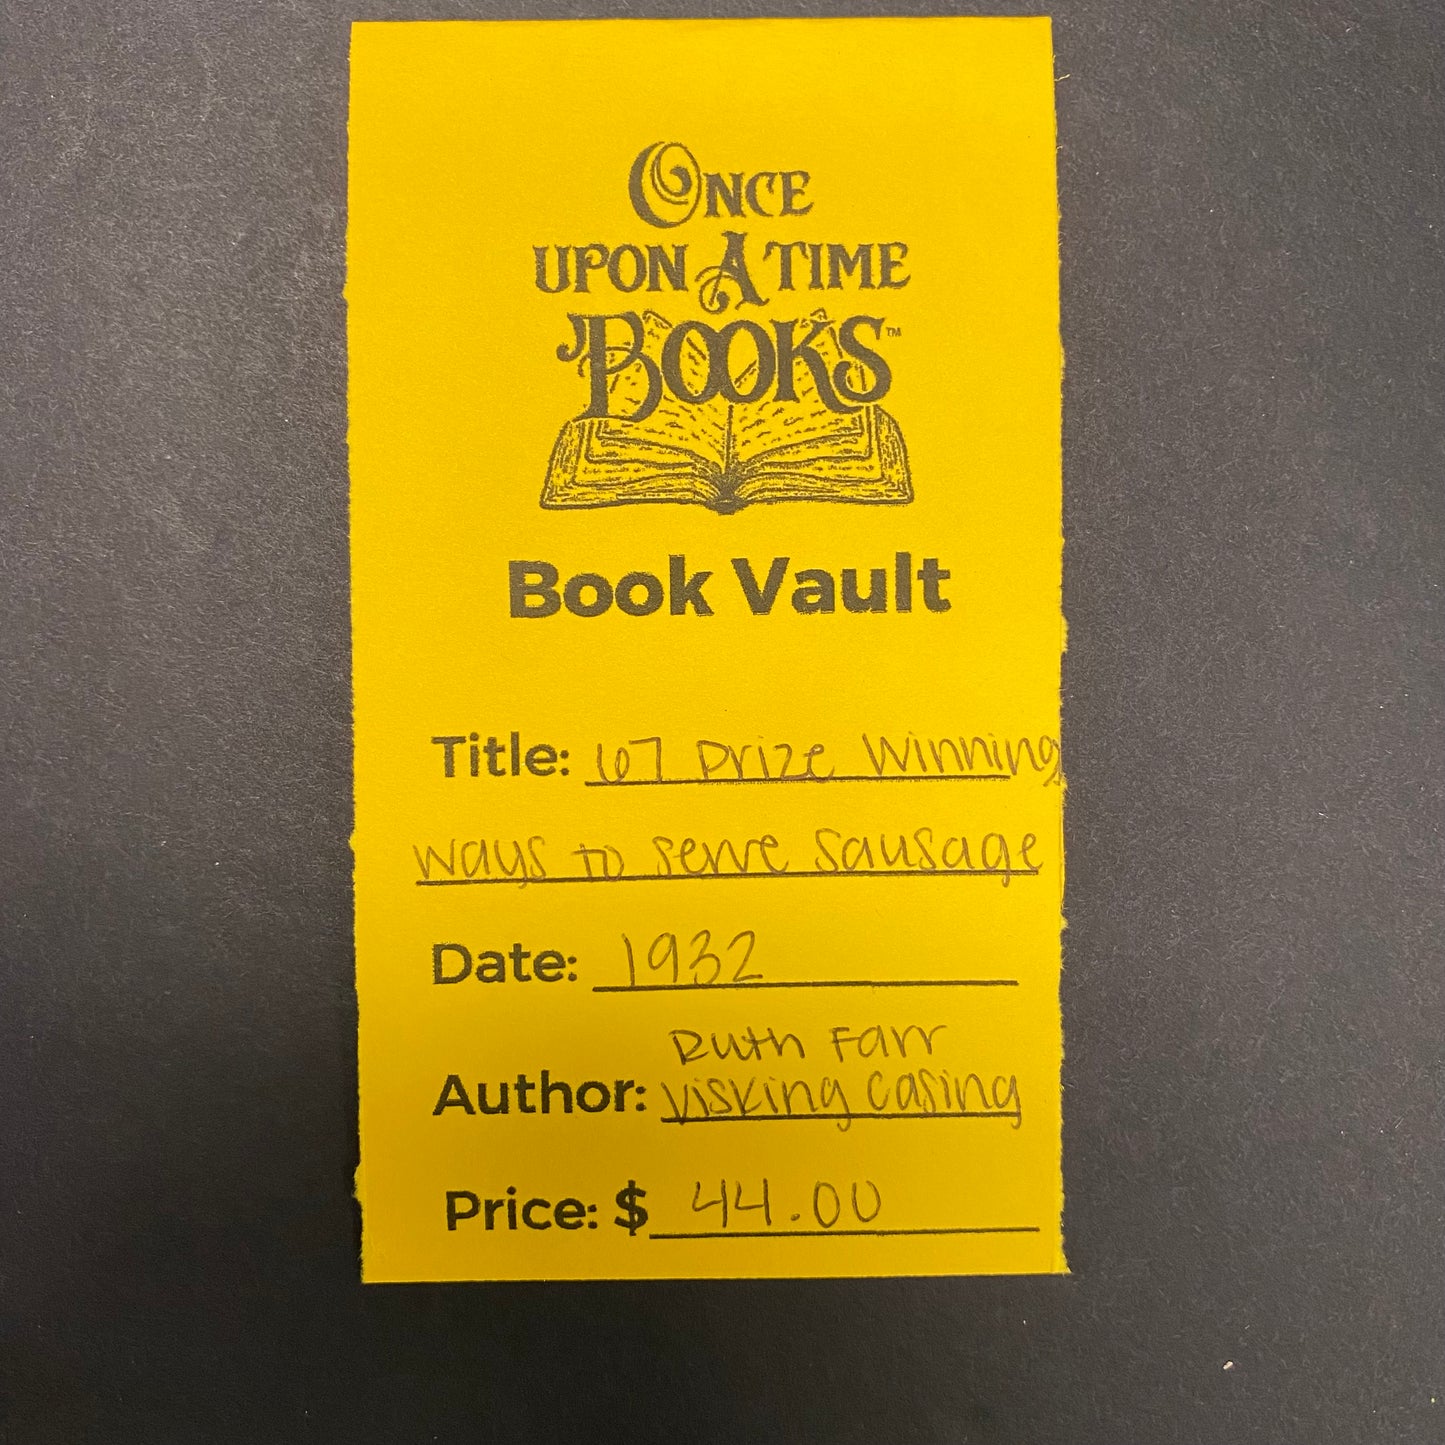 ONCE
UPON A TIME
BOOKS™
Book Vault
Title: 67 Prize Winning
ways to serve sausage
Date: 1932
Ruth Farr
Author: Visking Casing
Price: $ 44.00